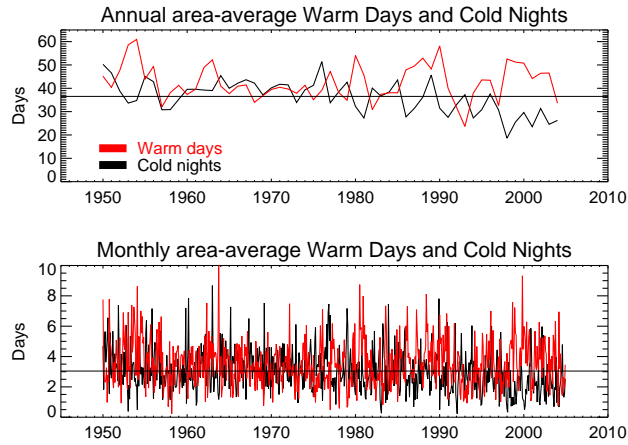 Annual area-average Warm Days and Cold Nights
60
50
40
30
20
10
0
Days
Warm days
Cold nights
1950 1960 1970 1980 1990 2000 2010
Monthly area-average Warm Days and Cold Nights
10
8
6
4
2
0
Days
1950 1960 1970 1980 1990 2000 2010